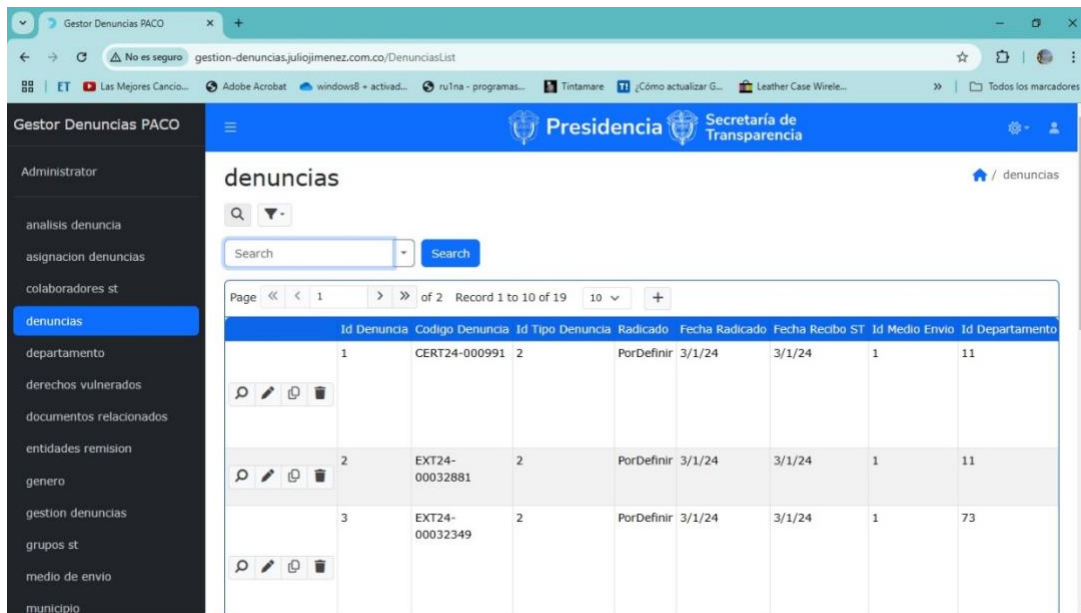 Gestor Denuncias PACO
No es seguro gestion-denuncias.juliojimenez.com.co/DenunciasList
ET Las Mejores Cancio... Adobe Acrobat windows8 + activad... ru1na - programas... Tintamare ¿Cómo actualizar G... Leather Case Wirele... » Todos los marcadores
Gestor Denuncias PACO
Presidencia
Secretaría de
Transparencia
Administrator
analisis denuncia
asignacion denuncias
colaboradores st
denuncias
departamento
derechos vulnerados
documentos relacionados
entidades remision
genero
gestion denuncias
grupos st
medio de envio
municipio
denuncias
/ denuncias
Search Search
Page « < 1 > » of 2 Record 1 to 10 of 19 10 +
Id Denuncia Codigo Denuncia Id Tipo Denuncia Radicado Fecha Radicado Fecha Recibo ST Id Medio Envio Id Departamento
1 CERT24-000991 2 PorDefinir 3/1/24 3/1/24 1 11
2 EXT24- 2 PorDefinir 3/1/24 3/1/24 1 11
00032881
3 EXT24- 2 PorDefinir 3/1/24 3/1/24 1 73
00032349